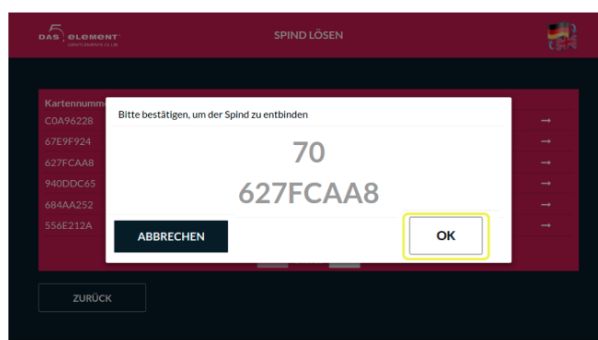 DAS 5 ELEMENT
SPIND LÖSEN
Kartennumm
C0A96228
67E9F924
627FCAA8
940DDC65
684AA252
556E212A
Bitte bestätigen, um der Spind zu entbinden
70
627FCAA8
ABBRECHEN
OK
ZURÜCK